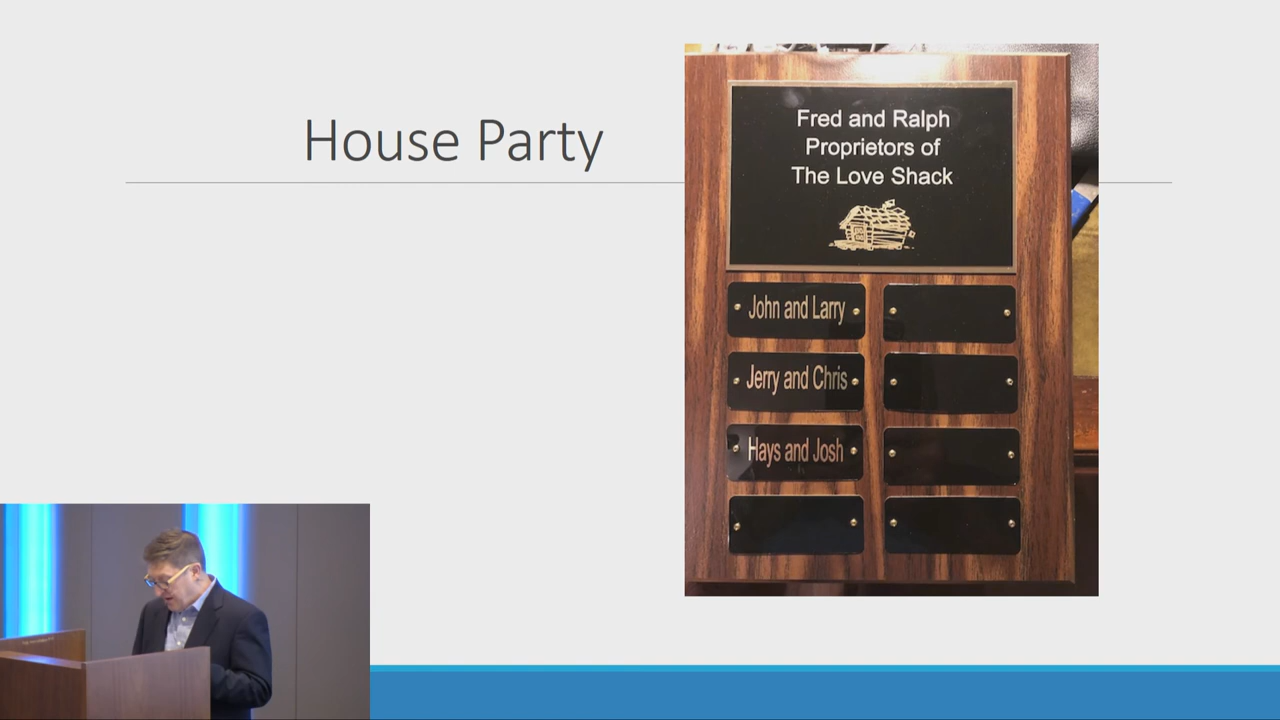 House Party
Fred and Ralph
Proprietors of
The Love Shack
John and Larry
Jerry and Chris
Hays and Josh